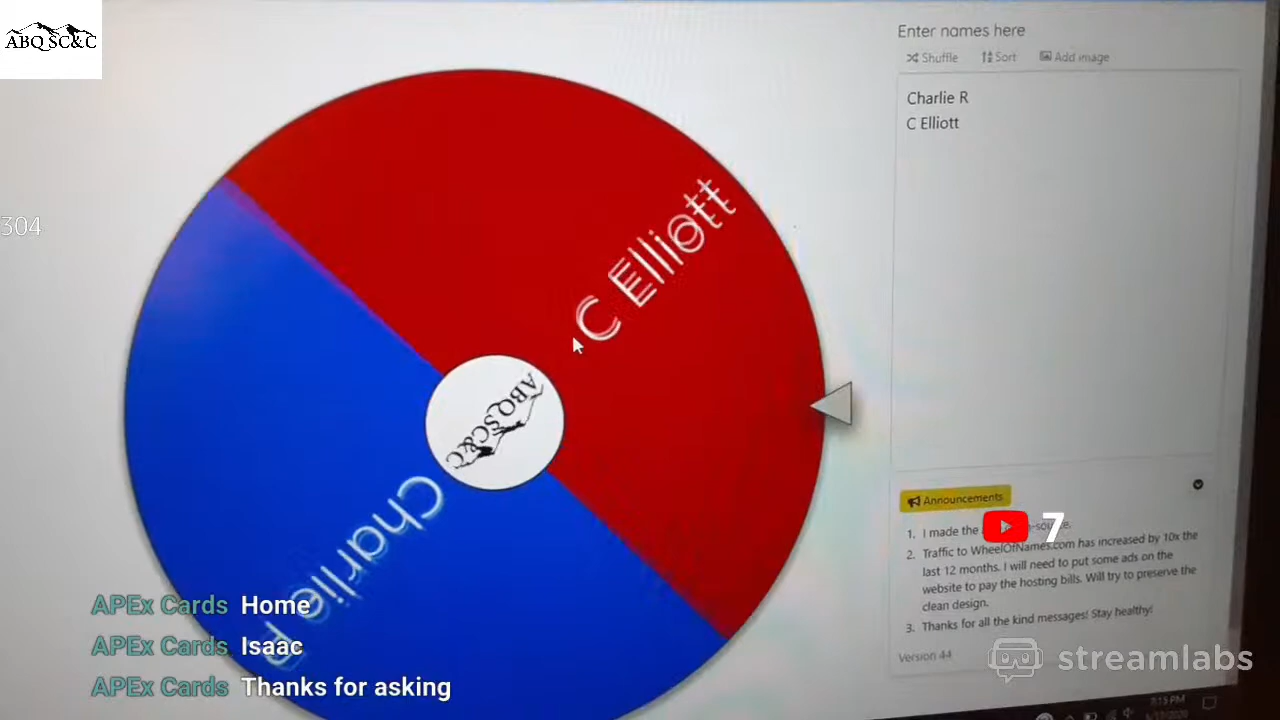 ABQ SC&C
Enter names here
Shuffle Sort Add image
Charlie R
C Elliott
304
C Elliott
ABQ SC&C
Charlie R
Announcements
1. I made the
7
2. Traffic to WheelOfNames.com has increased by 10x the
last 12 months. I will need to put some ads on the
website to pay the hosting bills. Will try to preserve the
clean design.
3. Thanks for all the kind messages! Stay healthy!
APEx Cards Home
APEx Cards Isaac
APEx Cards Thanks for asking
Version 44
streamlabs